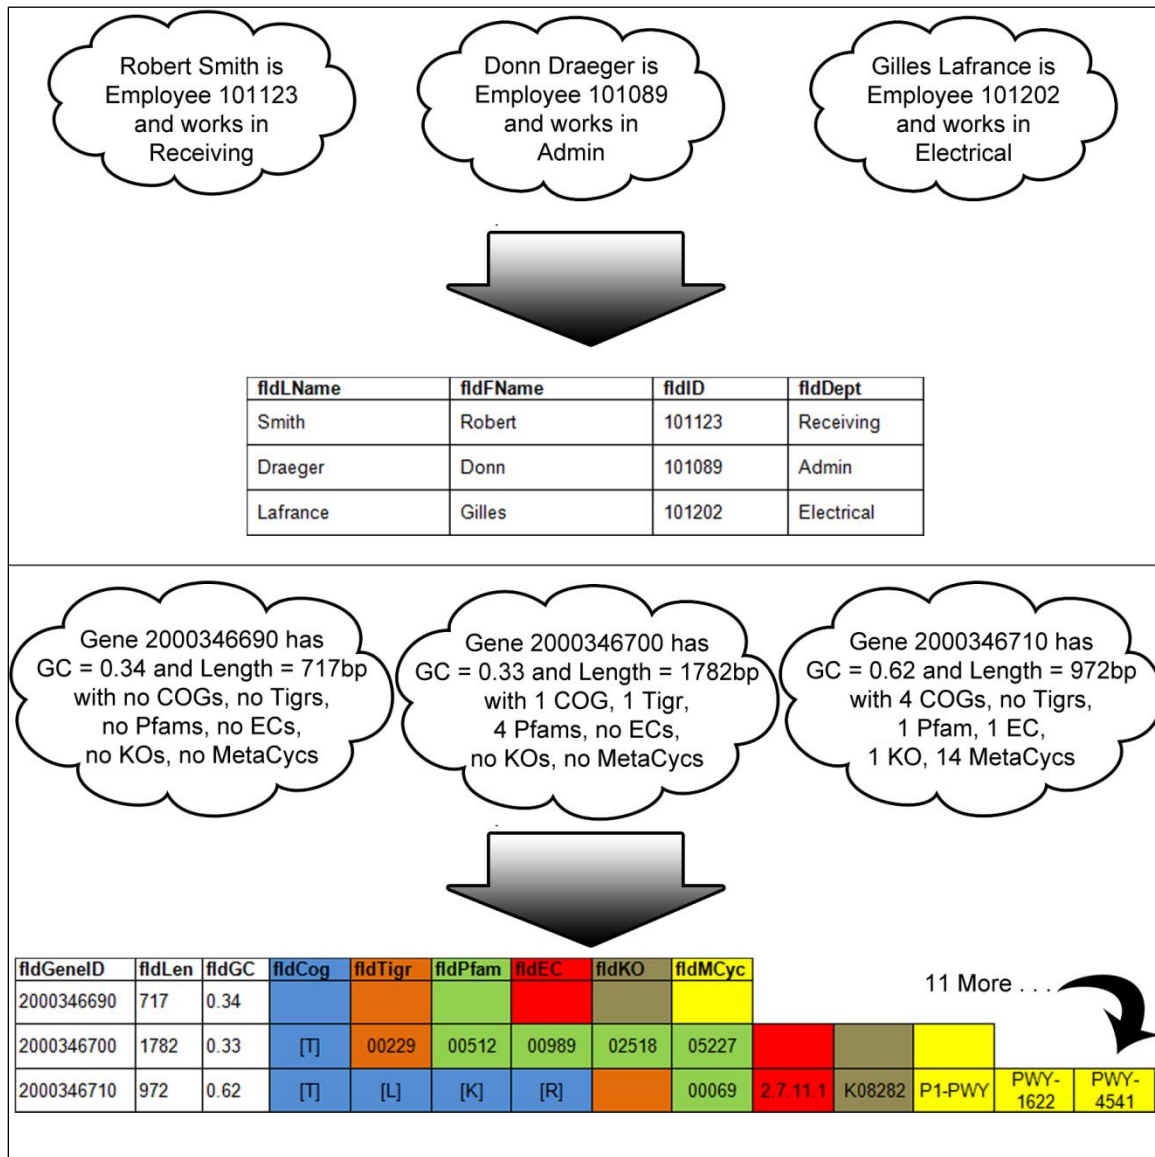 Robert Smith is
Employee 101123
and works in
Receiving
Donn Draeger is
Employee 101089
and works in
Admin
Gilles Lafrance is
Employee 101202
and works in
Electrical
fldLName fldFName fldID fldDept
Smith Robert 101123 Receiving
Draeger Donn 101089 Admin
Lafrance Gilles 101202 Electrical
Gene 2000346690 has
GC = 0.34 and Length = 717bp
with no COGs, no Tigrs,
no Pfams, no ECs,
no KOs, no MetaCycs
Gene 2000346700 has
GC = 0.33 and Length = 1782bp
with 1 COG, 1 Tigr,
4 Pfams, no ECs,
no KOs, no MetaCycs
Gene 2000346710 has
GC = 0.62 and Length = 972bp
with 4 COGs, no Tigrs,
1 Pfam, 1 EC,
1 KO, 14 MetaCycs
fldGeneID fldLen fldGC fldCog fldTigr fldPfam fldEC fldKO fldMCyc
11 More . . .
2000346690 717 0.34
2000346700 1782 0.33 [T] 00229 00512 00989 02518 05227
2000346710 972 0.62 [T] [L] [K] [R] 00069 2.7.11.1 K08282 P1-PWY PWY-1622 PWY-4541